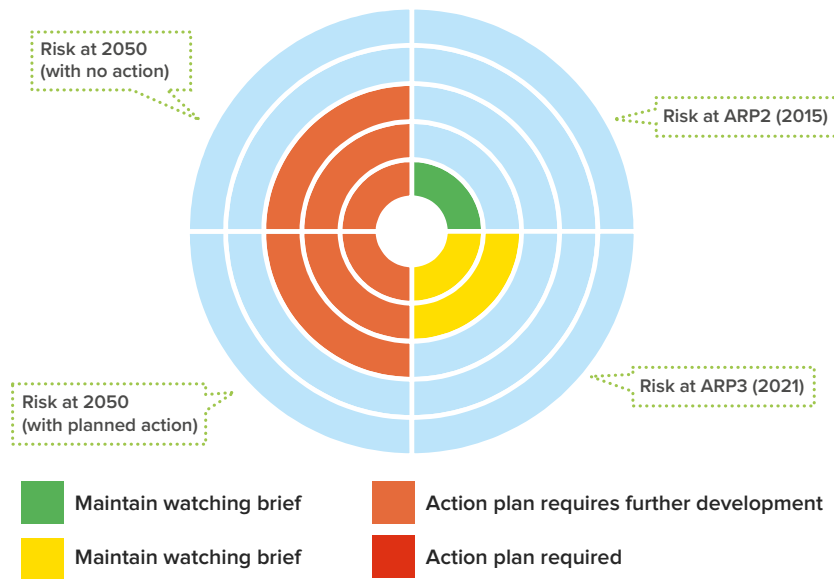 Risk at 2050
(with no action)
Risk at ARP2 (2015)
Risk at 2050
(with planned action)
Risk at ARP3 (2021)
Maintain watching brief
Action plan requires further development
Maintain watching brief
Action plan required